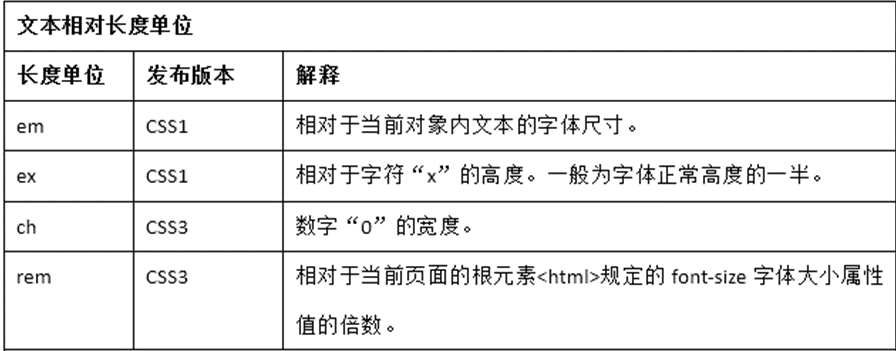 文本相对长度单位
长度单位 发布版本 解释
em CSS1 相对于当前对象内文本的字体尺寸。
ex CSS1 相对于字符“x”的高度。一般为字体正常高度的一半。
ch CSS3 数字“0”的宽度。
rem CSS3 相对于当前页面的根元素<html>规定的 font-size 字体大小属性
值的倍数。